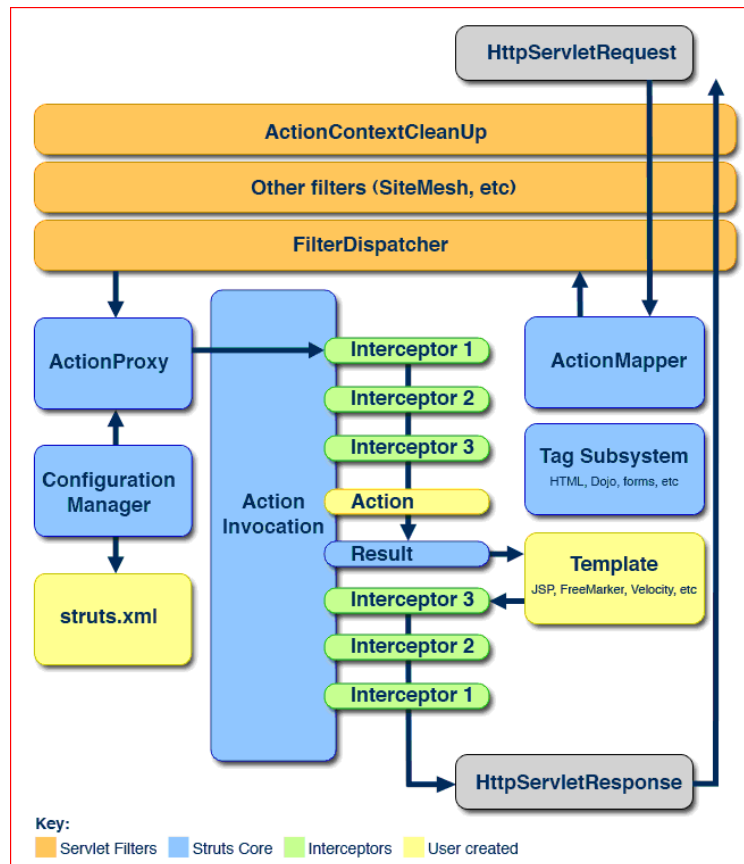 HttpServletRequest
ActionContextCleanUp
Other filters (SiteMesh, etc)
FilterDispatcher
ActionProxy
Configuration
Manager
struts.xml
Action
Invocation
Interceptor 1
Interceptor 2
Interceptor 3
Action
Result
Interceptor 3
Interceptor 2
Interceptor 1
ActionMapper
Tag Subsystem
HTML, Dojo, forms, etc
Template
JSP, FreeMarker, Velocity, etc
HttpServletResponse
Key:
Servlet Filters
Struts Core
Interceptors
User created